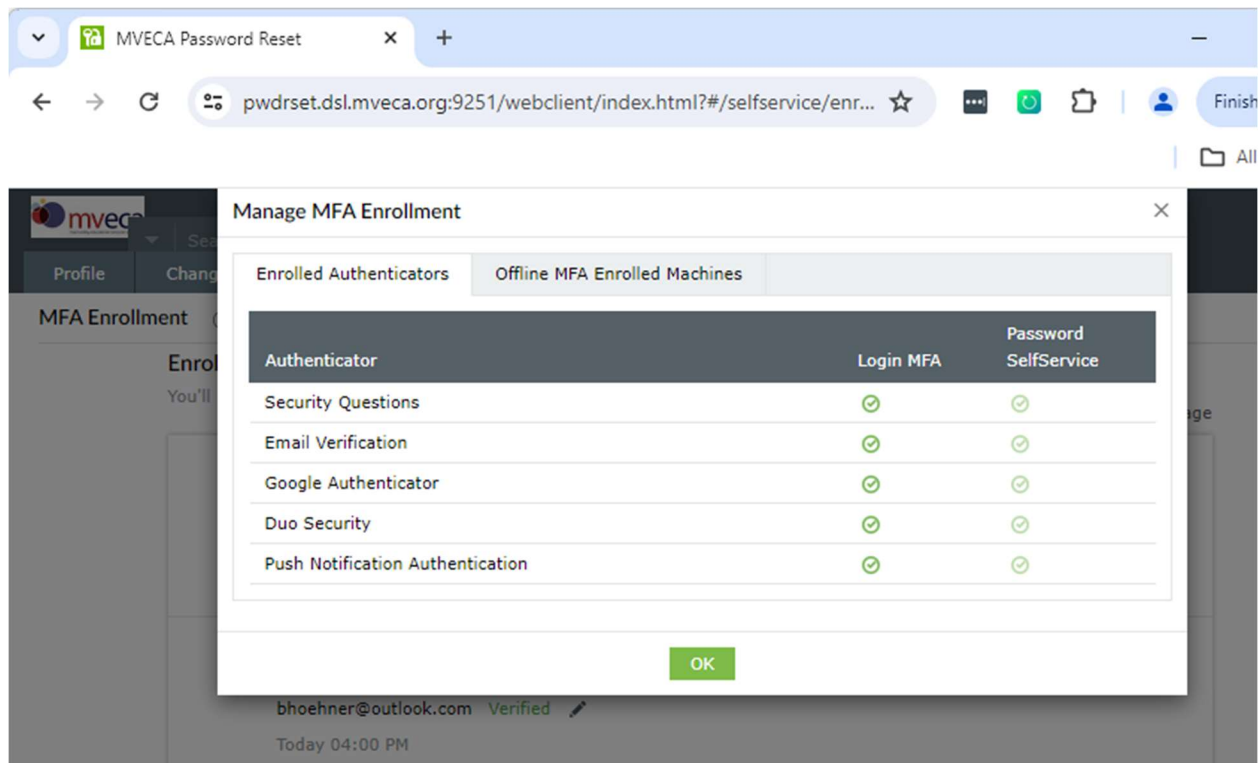 MVECA Password Reset
pwdrset.dsl.mveca.org:9251/webclient/index.html?#/selfservice/enr...
Finish
All
mveca
Manage MFA Enrollment
Sea
Profile
Chang
Enrolled Authenticators
Offline MFA Enrolled Machines
MFA Enrollment
Enrol
You'll
age
Authenticator
Login MFA
Password
SelfService
Security Questions
Email Verification
Google Authenticator
Duo Security
Push Notification Authentication
OK
bhoehner@outlook.com Verified
Today 04:00 PM